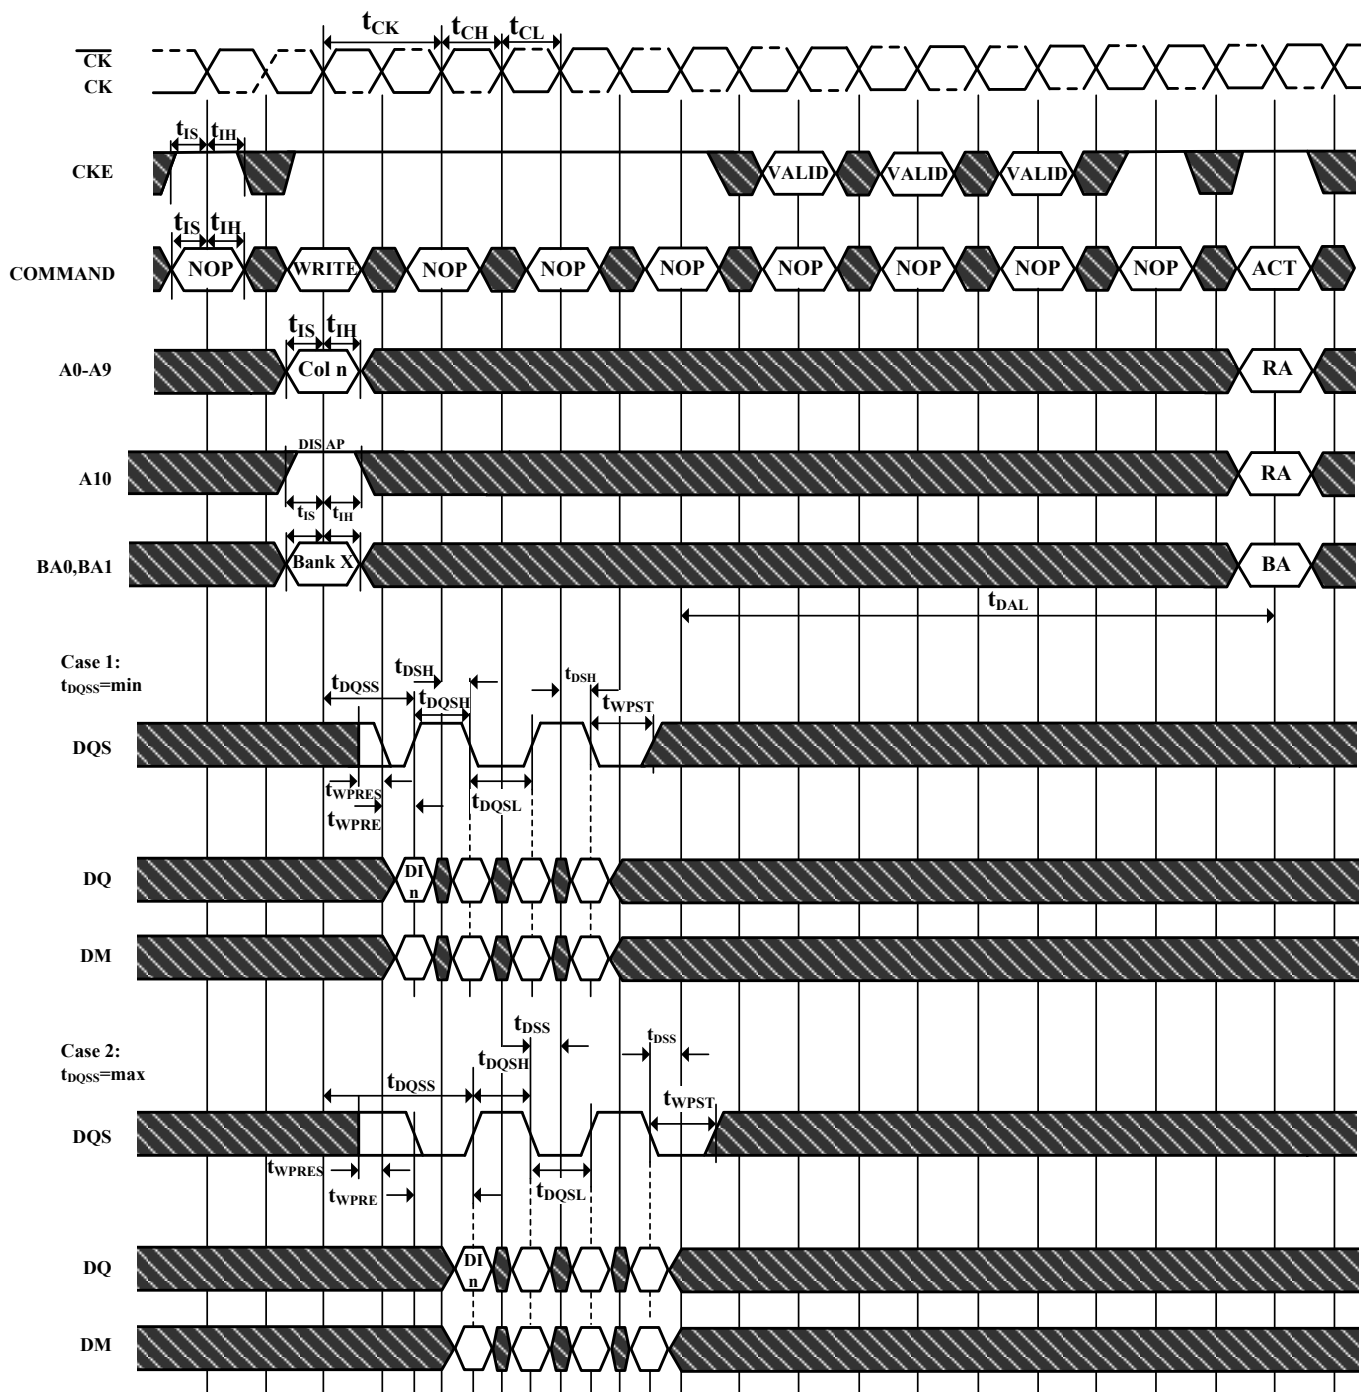 tCK tCH tCL
CK
CK
tIS tIH
CKE VALID VALID VALID
tIS tIH
COMMAND NOP WRITE NOP NOP NOP NOP NOP NOP NOP ACT
tIS tIH
A0-A9 Col n RA
DIS AP
A10 RA
tIS tIH
BA0,BA1 Bank X BA
tDAL
Case 1:
tDQSS=min
tDSH tDSH
tDQSS tDQSH tWPST
DQS
tWPRES tDQSL
tWPRE
DQ DI
n
DM
Case 2:
tDQSS=max
tDSS tDSS
tDQSH
tDQSS tWPST
DQS
tWPRES
tWPRE tDQSL
DQ DI
n
DM